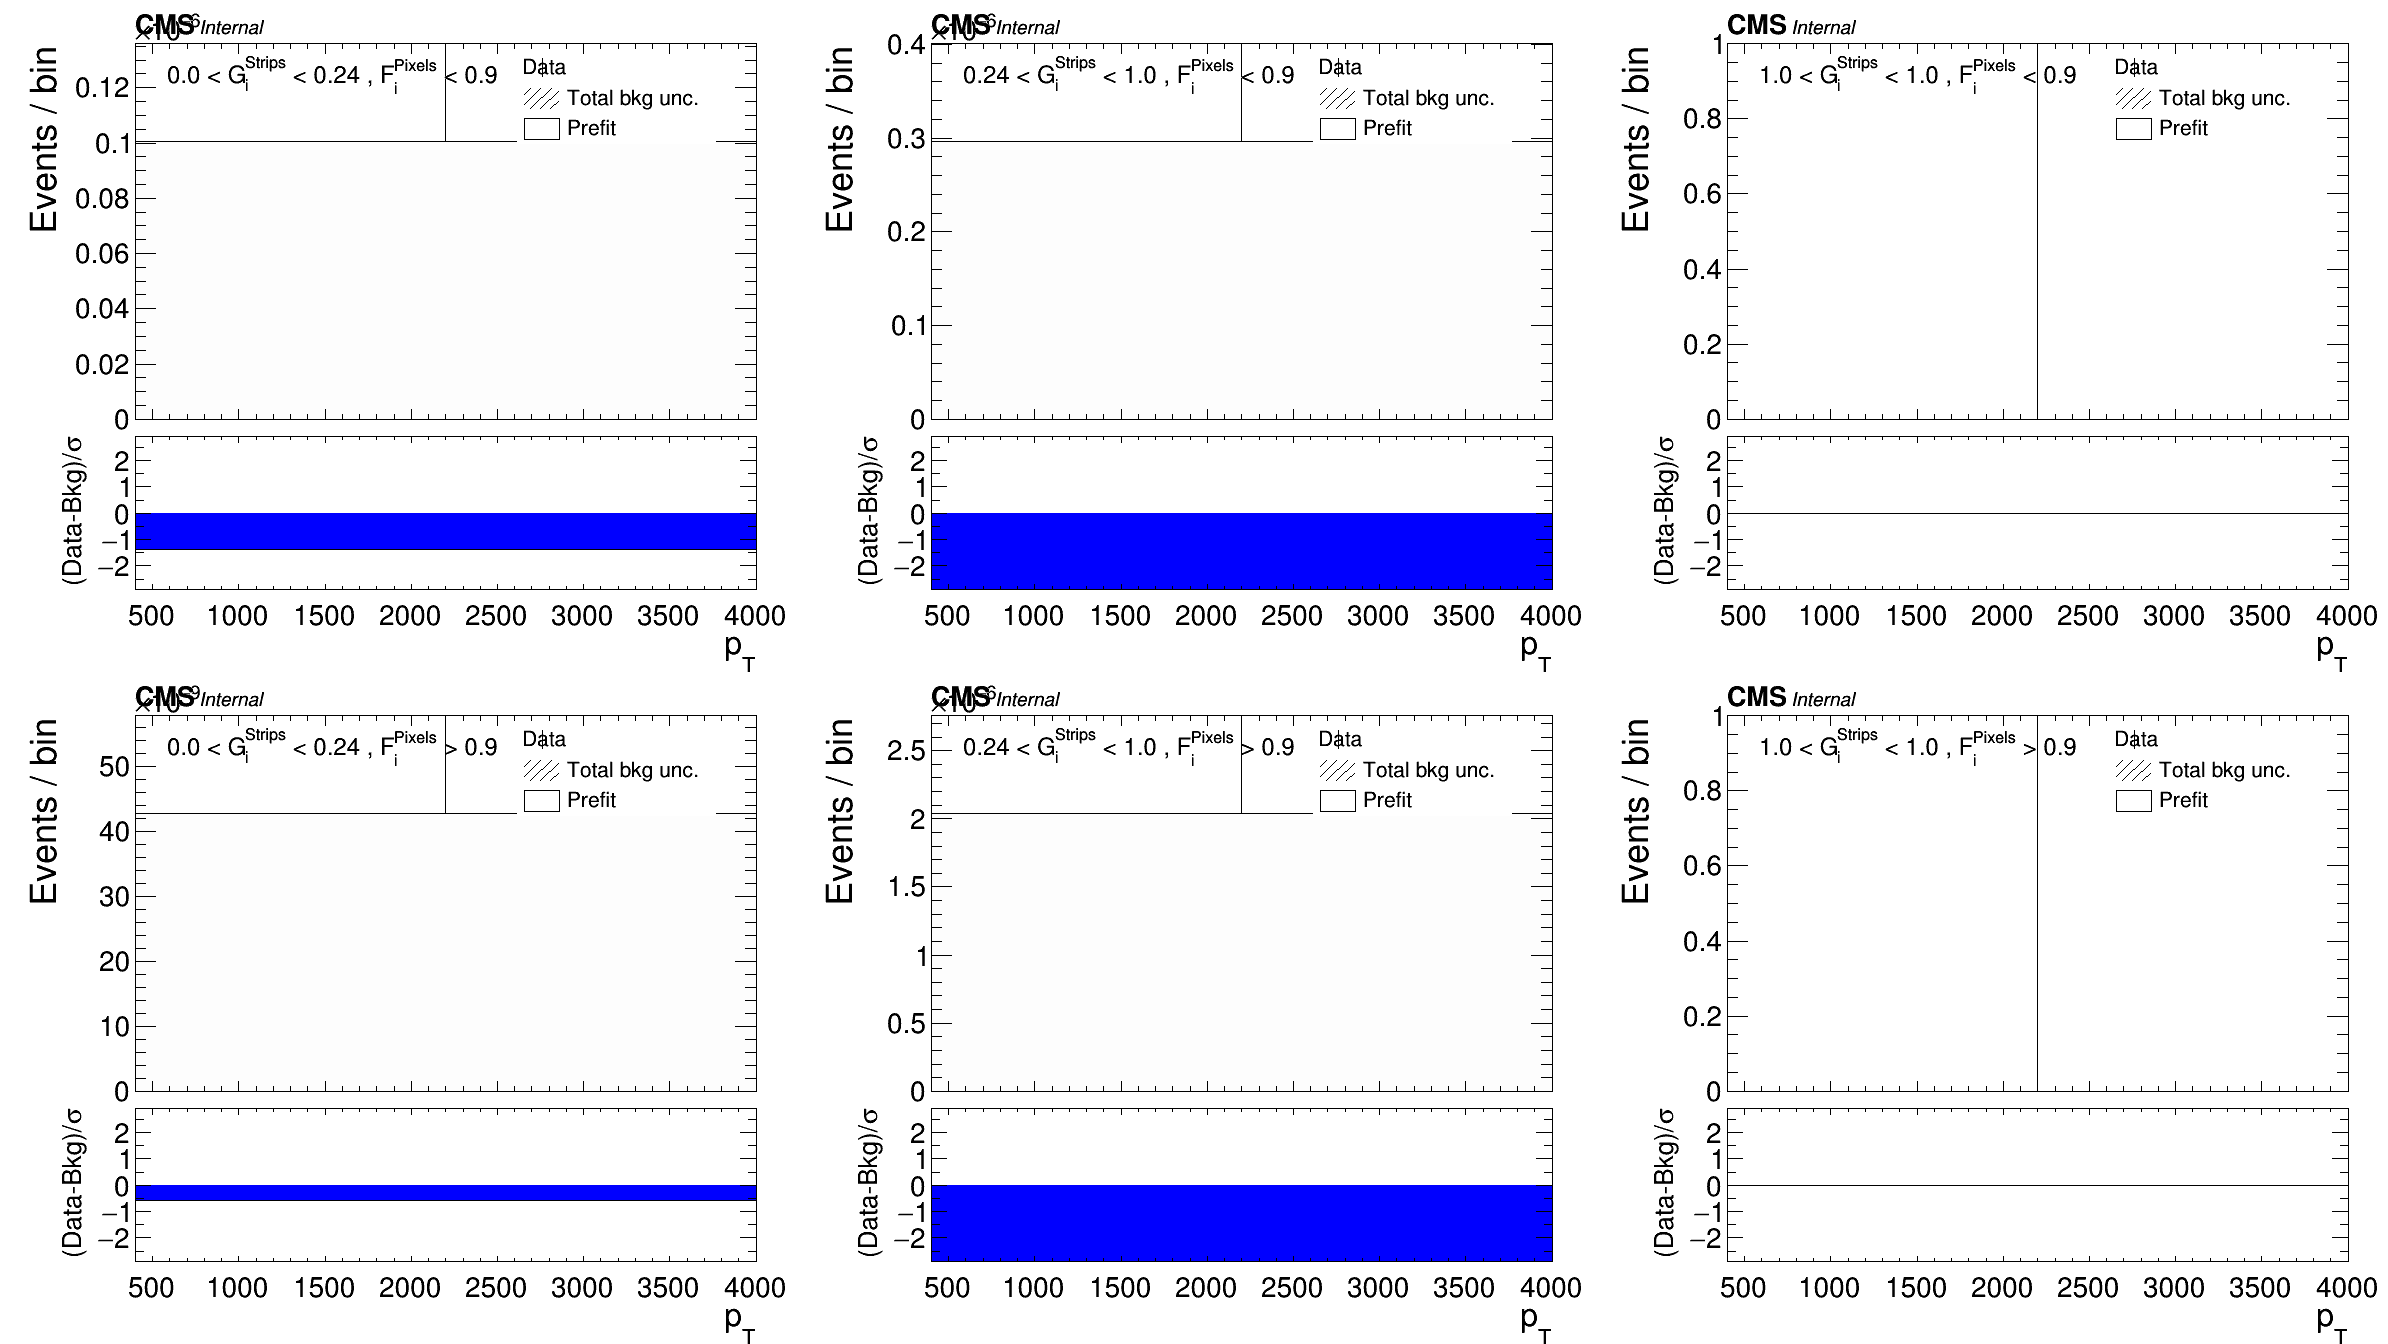 CMS Internal
0.0 < G_i^Strips < 0.24 , F_i^Pixels < 0.9
Data
Total bkg unc.
Prefit
Events / bin
0.12
0.1
0.08
0.06
0.04
0.02
0
(Data-Bkg)/σ
2
1
0
−1
−2
500 1000 1500 2000 2500 3000 3500 4000
p_T
CMS Internal
0.24 < G_i^Strips < 1.0 , F_i^Pixels < 0.9
Data
Total bkg unc.
Prefit
Events / bin
0.4
0.3
0.2
0.1
0
(Data-Bkg)/σ
2
1
0
−1
−2
500 1000 1500 2000 2500 3000 3500 4000
p_T
CMS Internal
1.0 < G_i^Strips < 1.0 , F_i^Pixels < 0.9
Data
Total bkg unc.
Prefit
Events / bin
1
0.8
0.6
0.4
0.2
0
(Data-Bkg)/σ
2
1
0
−1
−2
500 1000 1500 2000 2500 3000 3500 4000
p_T
CMS Internal
0.0 < G_i^Strips < 0.24 , F_i^Pixels > 0.9
Data
Total bkg unc.
Prefit
Events / bin
50
40
30
20
10
0
(Data-Bkg)/σ
2
1
0
−1
−2
500 1000 1500 2000 2500 3000 3500 4000
p_T
CMS Internal
0.24 < G_i^Strips < 1.0 , F_i^Pixels > 0.9
Data
Total bkg unc.
Prefit
Events / bin
2.5
2
1.5
1
0.5
0
(Data-Bkg)/σ
2
1
0
−1
−2
500 1000 1500 2000 2500 3000 3500 4000
p_T
CMS Internal
1.0 < G_i^Strips < 1.0 , F_i^Pixels > 0.9
Data
Total bkg unc.
Prefit
Events / bin
1
0.8
0.6
0.4
0.2
0
(Data-Bkg)/σ
2
1
0
−1
−2
500 1000 1500 2000 2500 3000 3500 4000
p_T